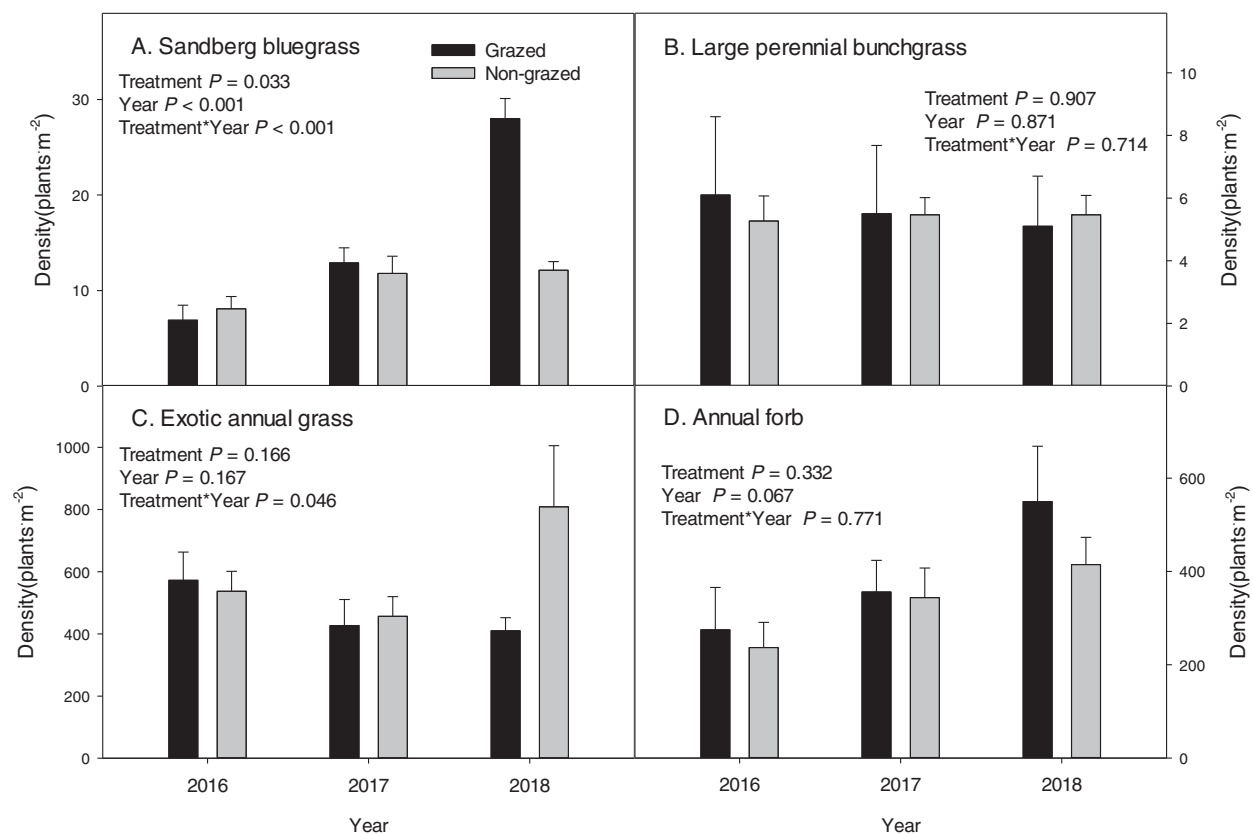 A. Sandberg bluegrass
Treatment P = 0.033
Year P < 0.001
Treatment*Year P < 0.001
Grazed
Non-grazed
Density(plants·m-2)
30
20
10
0
B. Large perennial bunchgrass
Treatment P = 0.907
Year P = 0.871
Treatment*Year P = 0.714
10
8
6
4
2
0
Density(plants·m-2)
C. Exotic annual grass
Treatment P = 0.166
Year P = 0.167
Treatment*Year P = 0.046
Density(plants·m-2)
1000
800
600
400
200
0
2016 2017 2018
Year
D. Annual forb
Treatment P = 0.332
Year P = 0.067
Treatment*Year P = 0.771
600
400
200
0
Density(plants·m-2)
2016 2017 2018
Year